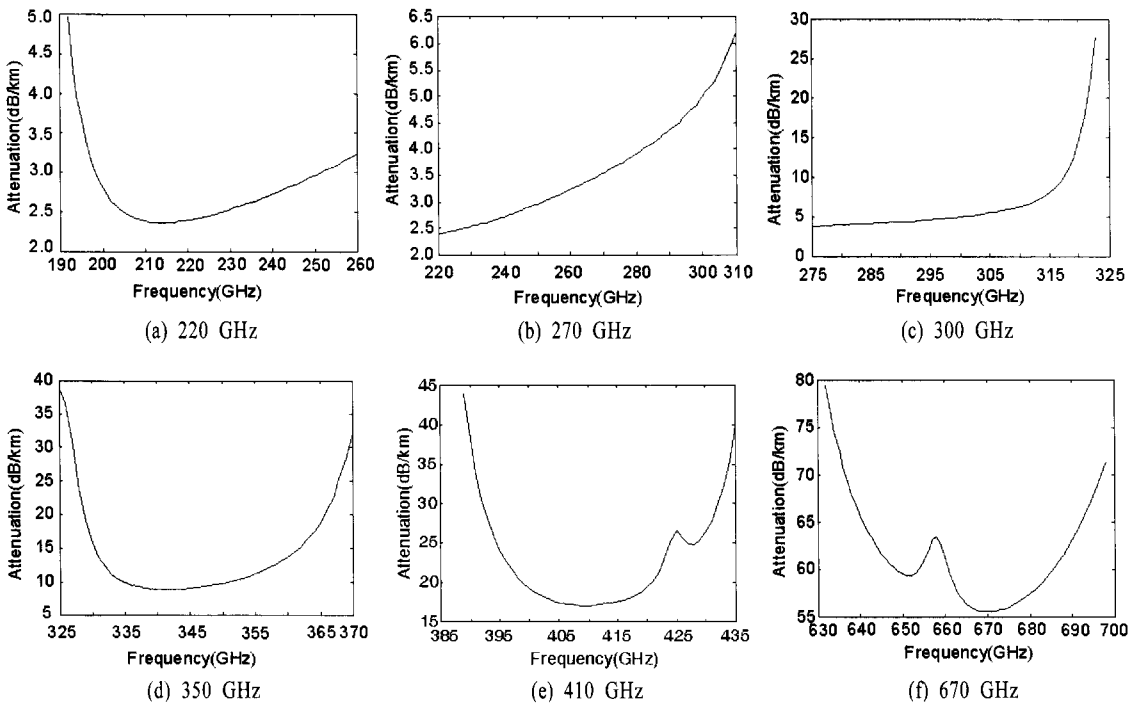 5.0
4.5
4.0
3.5
3.0
2.5
2.0
Attenuation(dB/km)
190 200 210 220 230 240 250 260
Frequency(GHz)
(a) 220 GHz
6.5
6.0
5.5
5.0
4.5
4.0
3.5
3.0
2.5
2.0
Attenuation(dB/km)
220 240 260 280 300 310
Frequency(GHz)
(b) 270 GHz
30
25
20
15
10
5
0
Attenuation(dB/km)
275 285 295 305 315 325
Frequency(GHz)
(c) 300 GHz
40
35
30
25
20
15
10
5
Attenuation(dB/km)
325 335 345 355 365 370
Frequency(GHz)
(d) 350 GHz
45
40
35
30
25
20
15
Attenuation(dB/km)
385 395 405 415 425 435
Frequency(GHz)
(e) 410 GHz
80
75
70
65
60
55
Attenuation(dB/km)
630 640 650 660 670 680 690 700
Frequency(GHz)
(f) 670 GHz